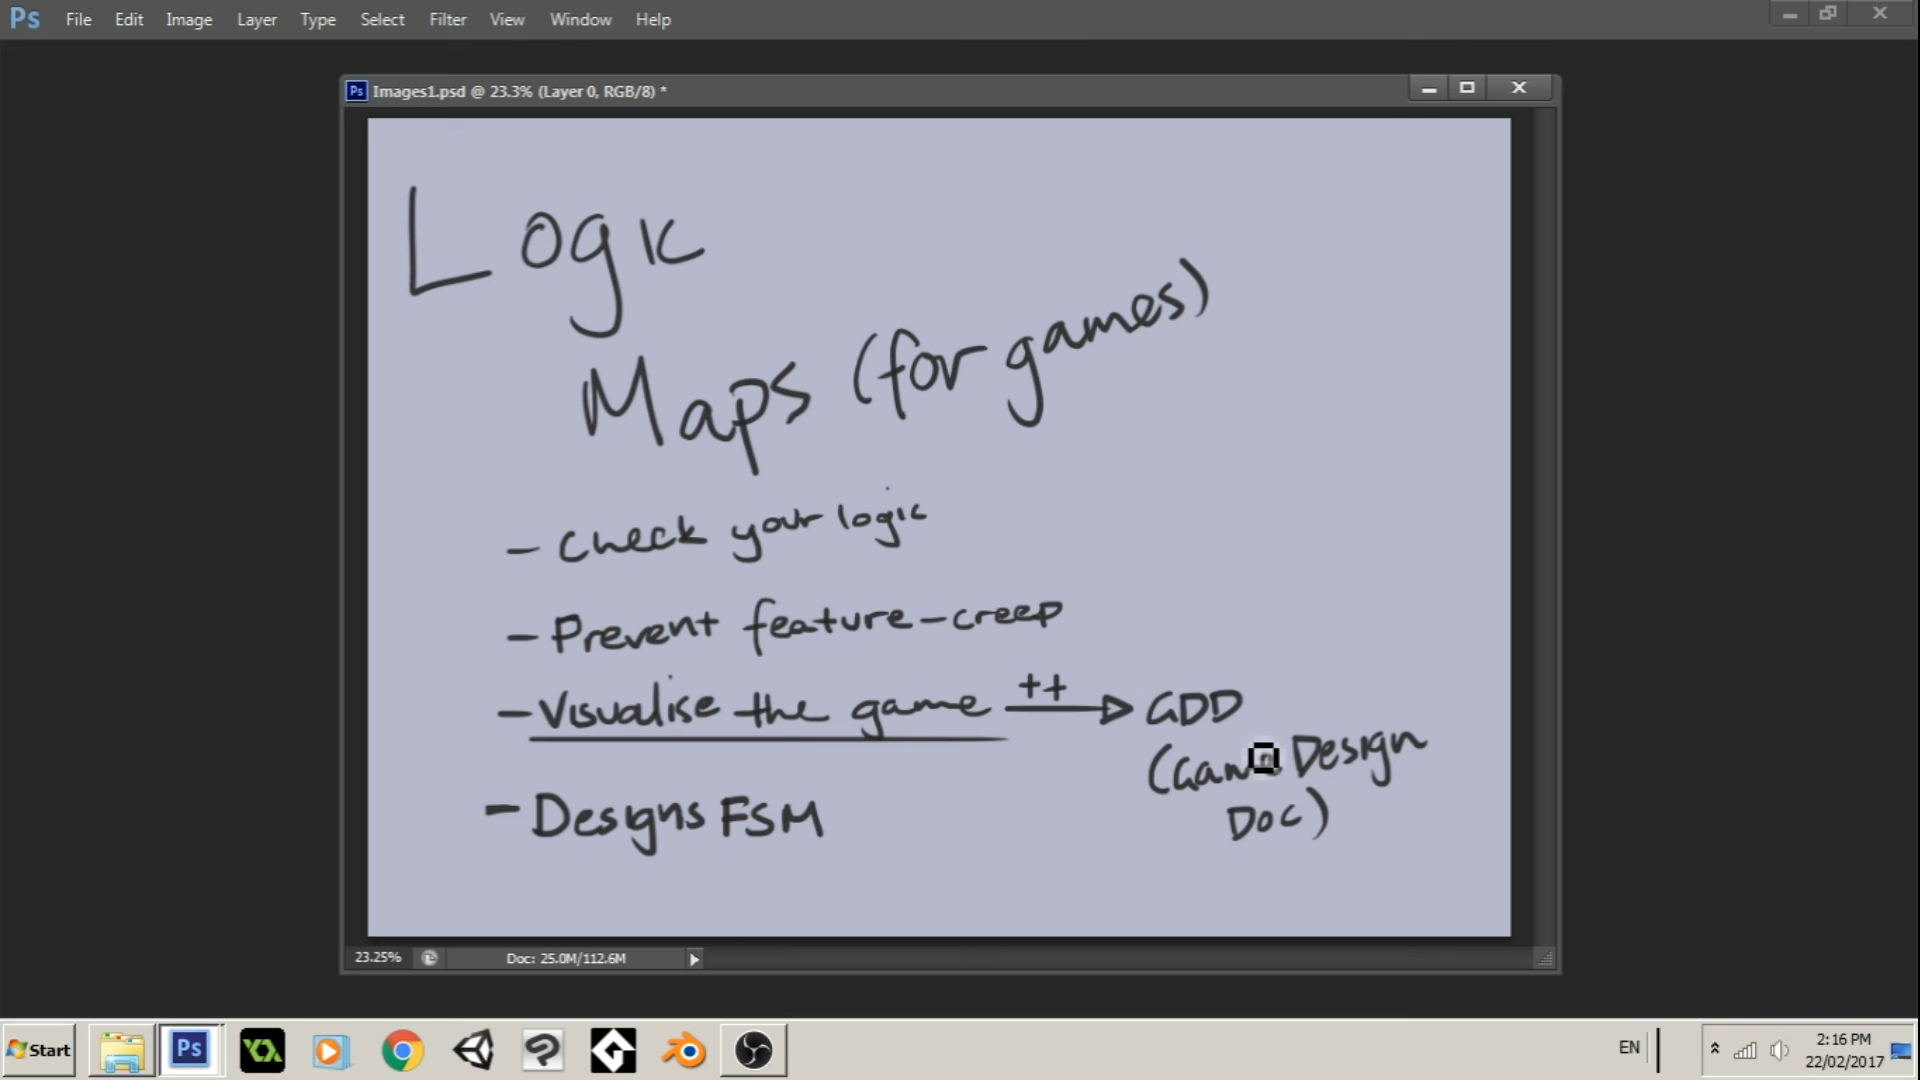 Ps File Edit Image Layer Type Select Filter View Window Help
Ps Images1.psd @ 23.3% (Layer 0, RGB/8) *
Logic
Maps (for games)
- Check your logic
- Prevent feature-creep
- Visualise the game ++ GDD
(Game Design
Doc)
- Designs FSM
23.25% Doc: 25.0M/112.6M
Start Ps EN 2:16 PM
22/02/2017